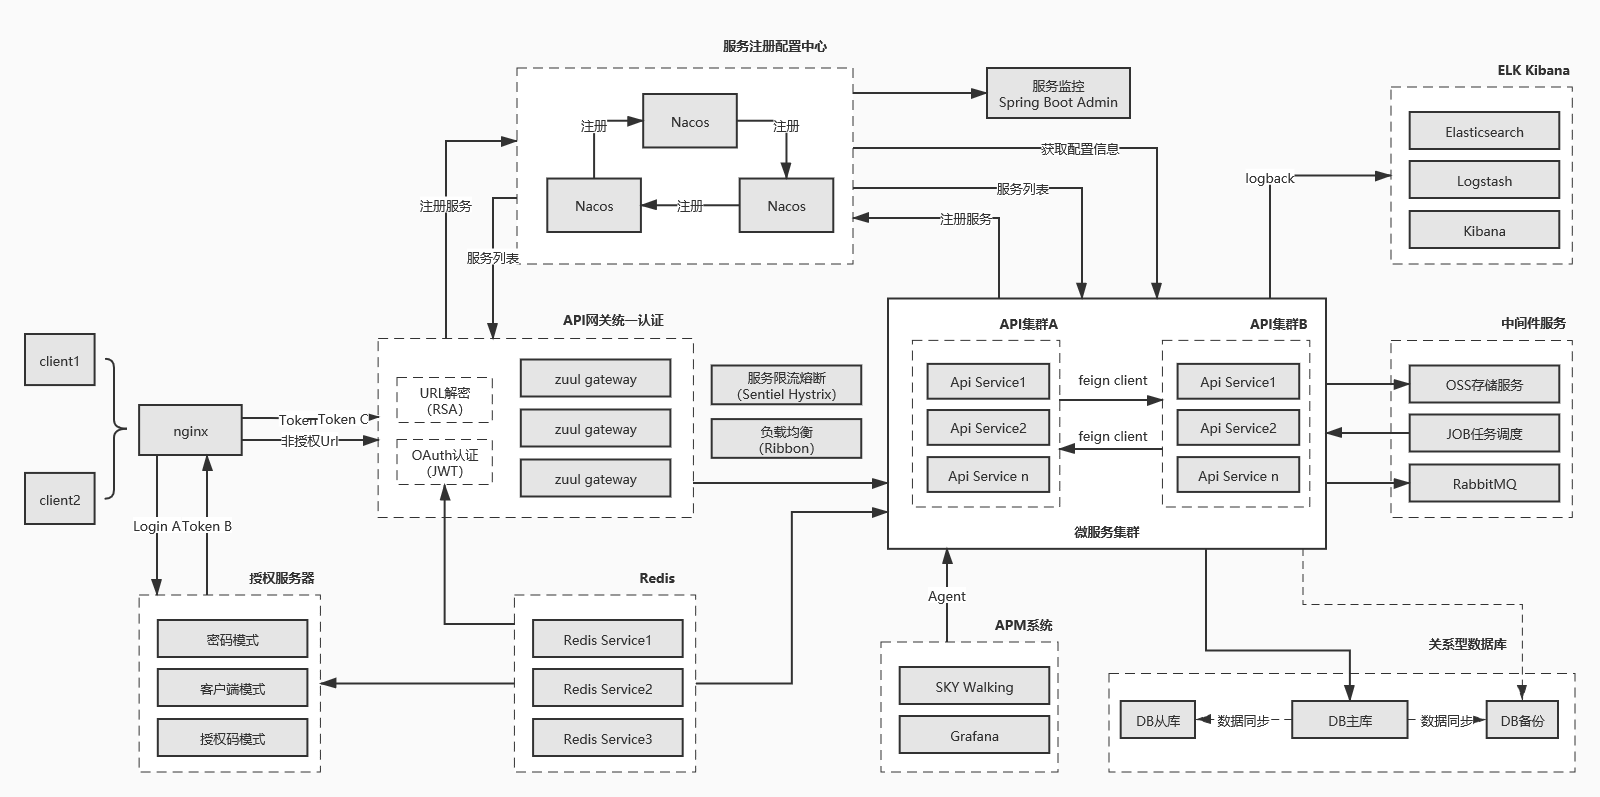 服务注册配置中心
Nacos
注册
注册
Nacos
注册
Nacos
服务监控
Spring Boot Admin
ELK Kibana
Elasticsearch
Logstash
Kibana
获取配置信息
服务列表
注册服务
logback
注册服务
服务列表
client1
client2
nginx
Token
Token C
非授权Url
Login A
Token B
API网关统一认证
URL解密
（RSA）
OAuth认证
（JWT）
zuul gateway
zuul gateway
zuul gateway
服务限流熔断
（Sentiel Hystrix）
负载均衡
（Ribbon）
API集群A
Api Service1
Api Service2
Api Service n
feign client
feign client
API集群B
Api Service1
Api Service2
Api Service n
微服务集群
中间件服务
OSS存储服务
JOB任务调度
RabbitMQ
授权服务器
密码模式
客户端模式
授权码模式
Redis
Redis Service1
Redis Service2
Redis Service3
Agent
APM系统
SKY Walking
Grafana
关系型数据库
DB从库
数据同步
DB主库
数据同步
DB备份